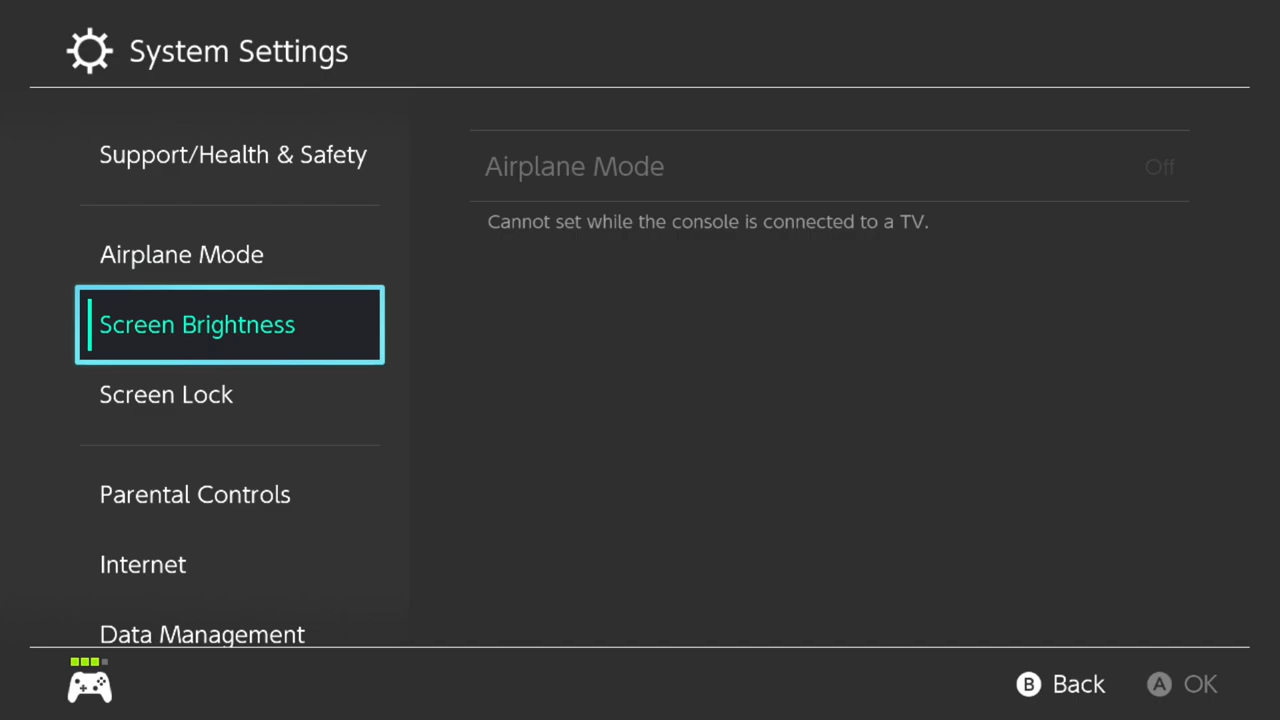 System Settings
Support/Health & Safety
Airplane Mode
Screen Brightness
Screen Lock
Parental Controls
Internet
Data Management
Airplane Mode Off
Cannot set while the console is connected to a TV.
B Back A OK